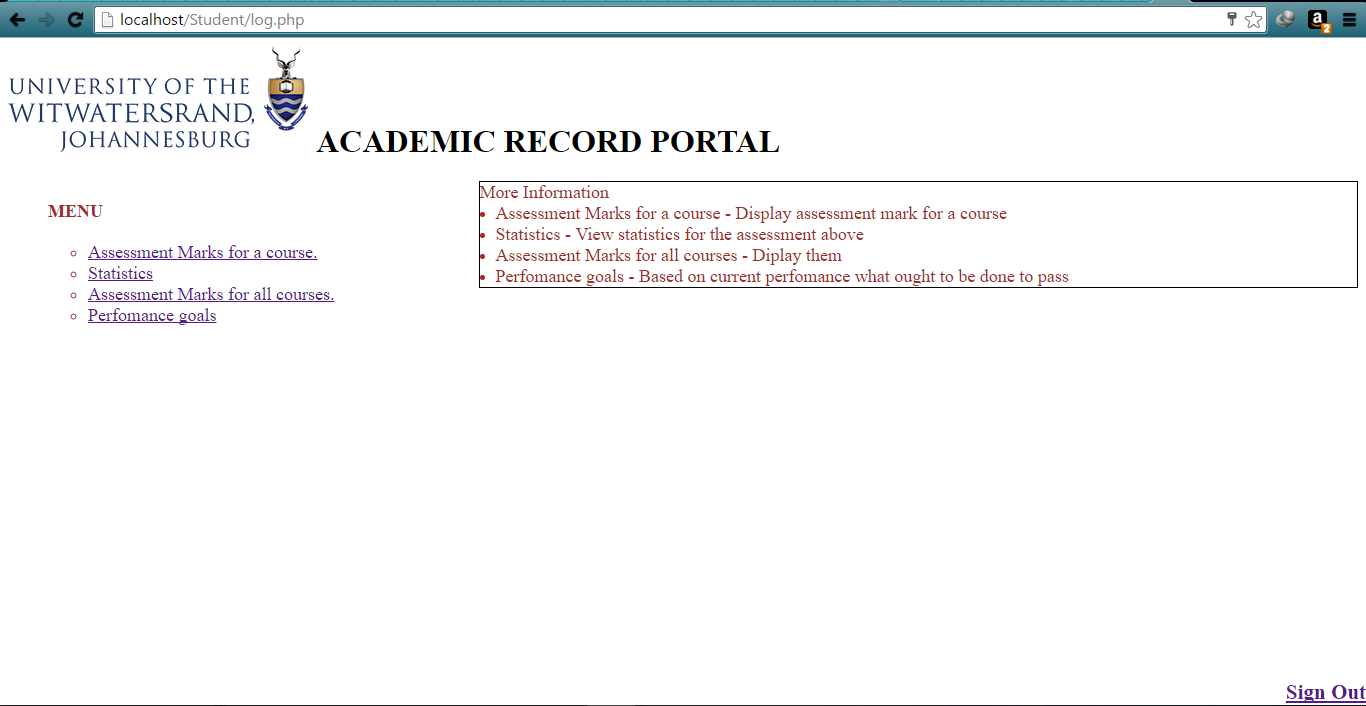 localhost/Student/log.php
a
2
UNIVERSITY OF THE
WITWATERSRAND,
JOHANNESBURG
ACADEMIC RECORD PORTAL
MENU
Assessment Marks for a course.
Statistics
Assessment Marks for all courses.
Perfomance goals
More Information
Assessment Marks for a course - Display assessment mark for a course
Statistics - View statistics for the assessment above
Assessment Marks for all courses - Diplay them
Perfomance goals - Based on current perfomance what ought to be done to pass
Sign Out